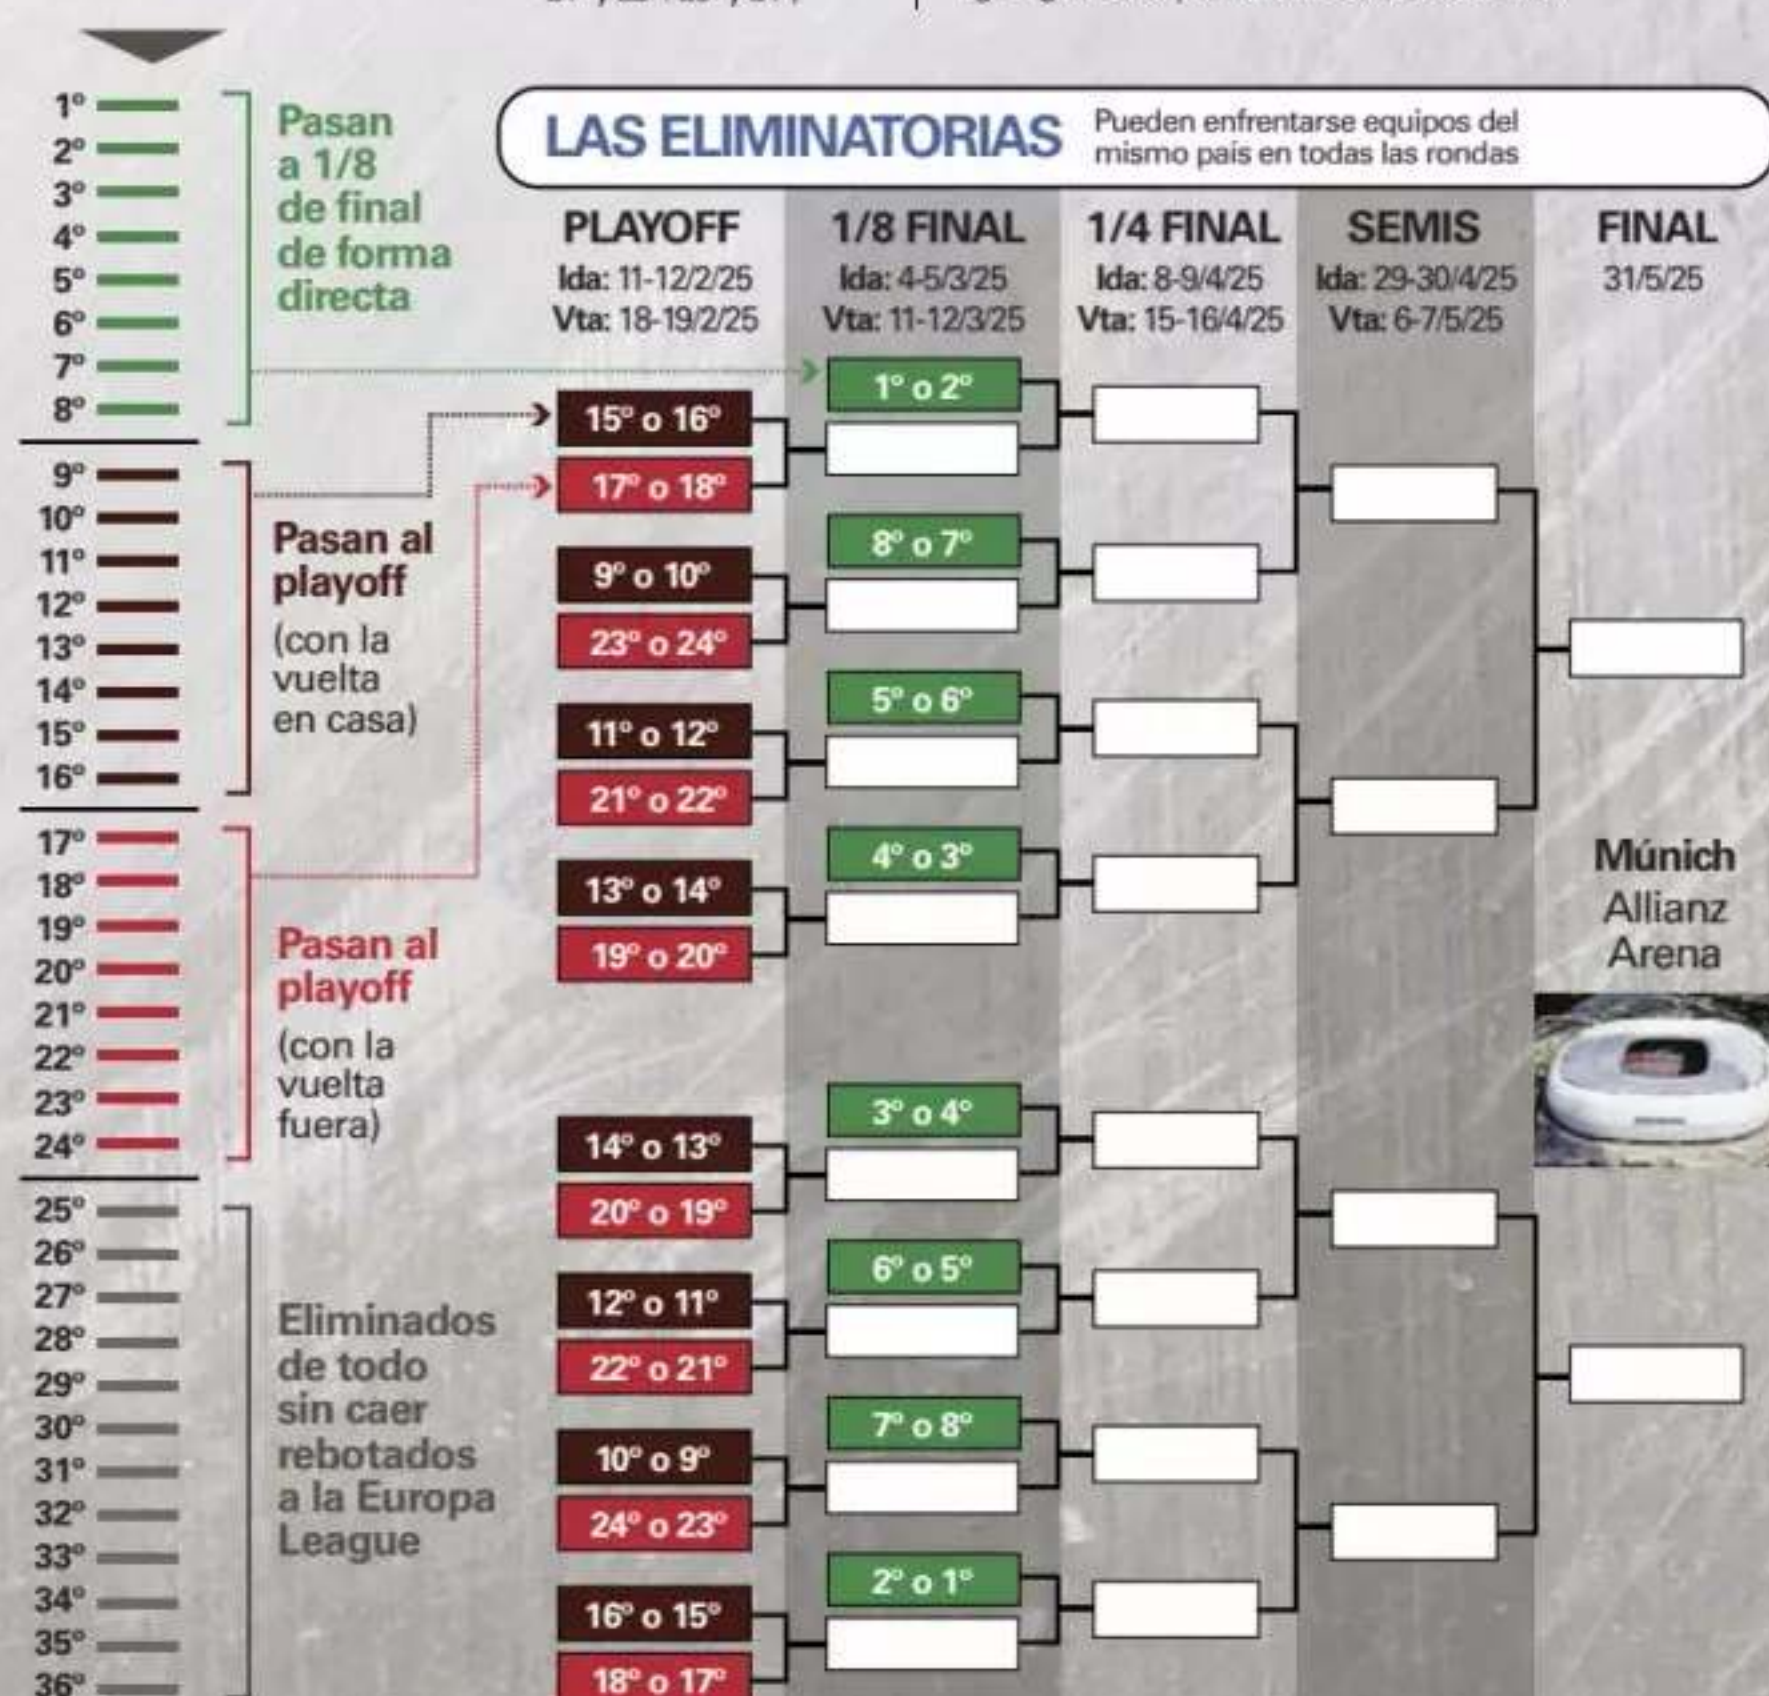 1º
2º
3º
4º
5º
6º
7º
8º
Pasan
a 1/8
de final
de forma
directa
9º
10º
11º
12º
13º
14º
15º
16º
Pasan al
playoff
(con la
vuelta
en casa)
17º
18º
19º
20º
21º
22º
23º
24º
Pasan al
playoff
(con la
vuelta
fuera)
25º
26º
27º
28º
29º
30º
31º
32º
33º
34º
35º
36º
Eliminados
de todo
sin caer
rebotados
a la Europa
League
LAS ELIMINATORIAS
Pueden enfrentarse equipos del
mismo país en todas las rondas
PLAYOFF
Ida: 11-12/2/25
Vta: 18-19/2/25
15º o 16º
17º o 18º
9º o 10º
23º o 24º
11º o 12º
21º o 22º
13º o 14º
19º o 20º
14º o 13º
20º o 19º
12º o 11º
22º o 21º
10º o 9º
24º o 23º
16º o 15º
18º o 17º
1/8 FINAL
Ida: 4-5/3/25
Vta: 11-12/3/25
1º o 2º
8º o 7º
5º o 6º
4º o 3º
3º o 4º
6º o 5º
7º o 8º
2º o 1º
1/4 FINAL
Ida: 8-9/4/25
Vta: 15-16/4/25
SEMIS
Ida: 29-30/4/25
Vta: 6-7/5/25
FINAL
31/5/25
Múnich
Allianz
Arena